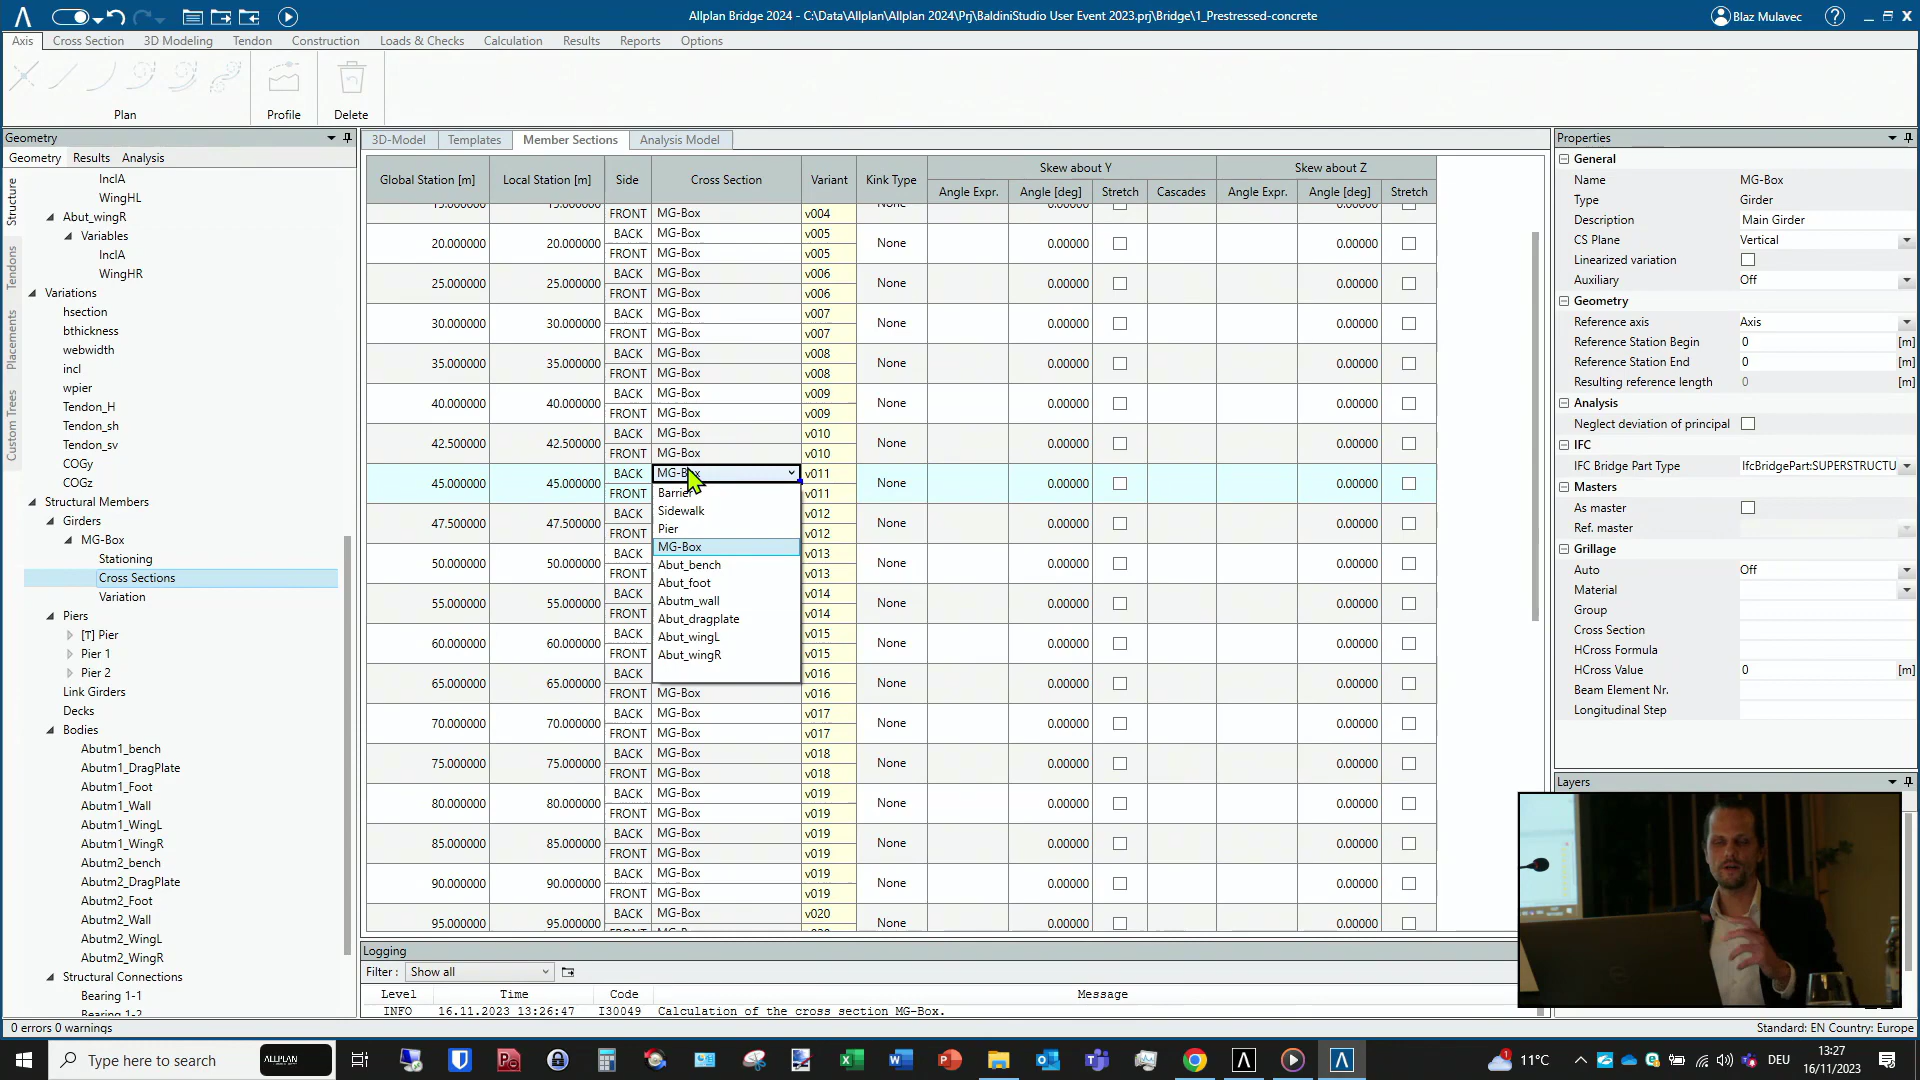 Allplan Bridge 2024 - C:\Data\Allplan\Allplan 2024\Prj\BaldiniStudio User Event 2023.prj\Bridge\1_Prestressed-concrete
Blaz Mulavec
Axis Cross Section 3D Modeling Tendon Construction Loads & Checks Calculation Results Reports Options
Plan Profile Delete
Geometry
Geometry Results Analysis
Structure
Tendons
Placements
Custom Trees
InclA
WingHL
Abut_wingR
Variables
InclA
WingHR
Variations
hsection
bthickness
webwidth
incl
wpier
Tendon_H
Tendon_sh
Tendon_sv
COGy
COGz
Structural Members
Girders
MG-Box
Stationing
Cross Sections
Variation
Piers
[T] Pier
Pier 1
Pier 2
Link Girders
Decks
Bodies
Abutm1_bench
Abutm1_DragPlate
Abutm1_Foot
Abutm1_Wall
Abutm1_WingL
Abutm1_WingR
Abutm2_bench
Abutm2_DragPlate
Abutm2_Foot
Abutm2_Wall
Abutm2_WingL
Abutm2_WingR
Structural Connections
Bearing 1-1
Bearing 1-2
3D-Model Templates Member Sections Analysis Model
Global Station [m] Local Station [m] Side Cross Section Variant Kink Type Skew about Y Skew about Z
Angle Expr. Angle [deg] Stretch Cascades Angle Expr. Angle [deg] Stretch
15.000000 15.000000 None 0.00000 0.00000
FRONT MG-Box v004
BACK MG-Box v005
20.000000 20.000000 None 0.00000 0.00000
FRONT MG-Box v005
BACK MG-Box v006
25.000000 25.000000 None 0.00000 0.00000
FRONT MG-Box v006
BACK MG-Box v007
30.000000 30.000000 None 0.00000 0.00000
FRONT MG-Box v007
BACK MG-Box v008
35.000000 35.000000 None 0.00000 0.00000
FRONT MG-Box v008
BACK MG-Box v009
40.000000 40.000000 None 0.00000 0.00000
FRONT MG-Box v009
BACK MG-Box v010
42.500000 42.500000 None 0.00000 0.00000
FRONT MG-Box v010
BACK MG-Box v011
45.000000 45.000000 None 0.00000 0.00000
FRONT v011
BACK v012
47.500000 47.500000 None 0.00000 0.00000
FRONT v012
BACK v013
50.000000 50.000000 None 0.00000 0.00000
FRONT v013
BACK v014
55.000000 55.000000 None 0.00000 0.00000
FRONT v014
BACK v015
60.000000 60.000000 None 0.00000 0.00000
FRONT v015
BACK v016
65.000000 65.000000 None 0.00000 0.00000
FRONT MG-Box v016
BACK MG-Box v017
70.000000 70.000000 None 0.00000 0.00000
FRONT MG-Box v017
BACK MG-Box v018
75.000000 75.000000 None 0.00000 0.00000
FRONT MG-Box v018
BACK MG-Box v019
80.000000 80.000000 None 0.00000 0.00000
FRONT MG-Box v019
BACK MG-Box v019
85.000000 85.000000 None 0.00000 0.00000
FRONT MG-Box v019
BACK MG-Box v019
90.000000 90.000000 None 0.00000 0.00000
FRONT MG-Box v019
BACK MG-Box v020
95.000000 95.000000 None 0.00000 0.00000
FRONT MG-Box v020
Barrier
Sidewalk
Pier
MG-Box
Abut_bench
Abut_foot
Abutm_wall
Abut_dragplate
Abut_wingL
Abut_wingR
Logging
Filter : Show all
Level Time Code Message
INFO 16.11.2023 13:26:47 I30049 Calculation of the cross section MG-Box.
Properties
General
Name MG-Box
Type Girder
Description Main Girder
CS Plane Vertical
Linearized variation
Auxiliary Off
Geometry
Reference axis Axis
Reference Station Begin 0 [m]
Reference Station End 0 [m]
Resulting reference length 0 [m]
Analysis
Neglect deviation of principal
IFC
IFC Bridge Part Type IfcBridgePart:SUPERSTRUCTU
Masters
As master
Ref. master
Grillage
Auto Off
Material
Group
Cross Section
HCross Formula
HCross Value 0 [m]
Beam Element Nr.
Longitudinal Step
Layers
0 errors 0 warnings
Standard: EN Country: Europe
Type here to search
ALLPLAN
11°C
DEU
13:27
16/11/2023